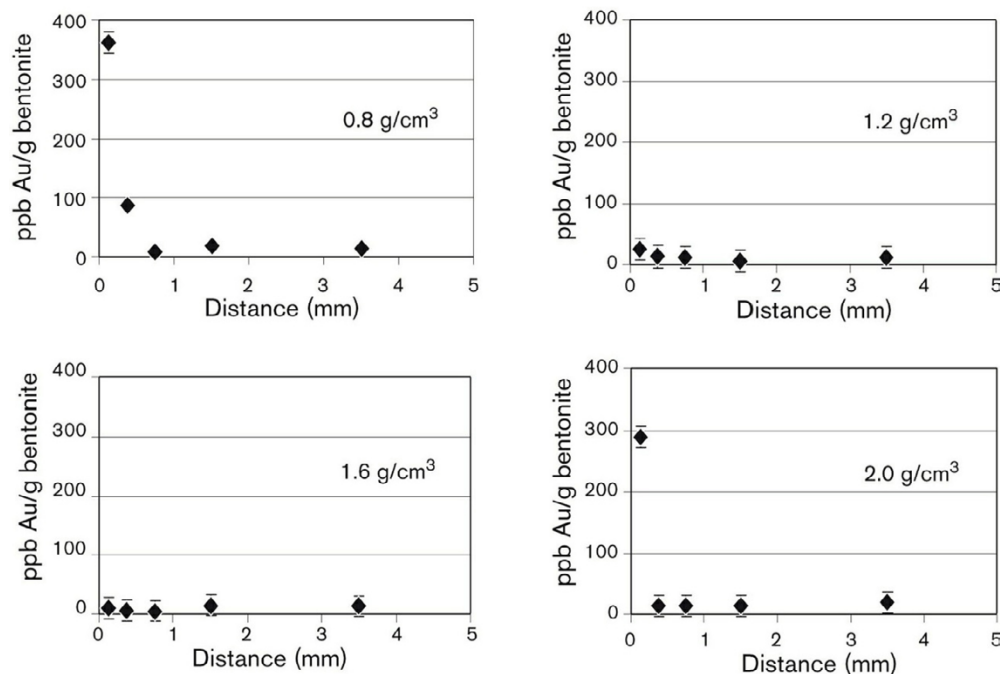 400
300
200
100
0
ppb Au/g bentonite
0.8 g/cm³
0 1 2 3 4 5
Distance (mm)
400
300
200
100
0
ppb Au/g bentonite
1.2 g/cm³
0 1 2 3 4 5
Distance (mm)
400
300
200
100
0
ppb Au/g bentonite
1.6 g/cm³
0 1 2 3 4 5
Distance (mm)
400
300
200
100
0
ppb Au/g bentonite
2.0 g/cm³
0 1 2 3 4 5
Distance (mm)